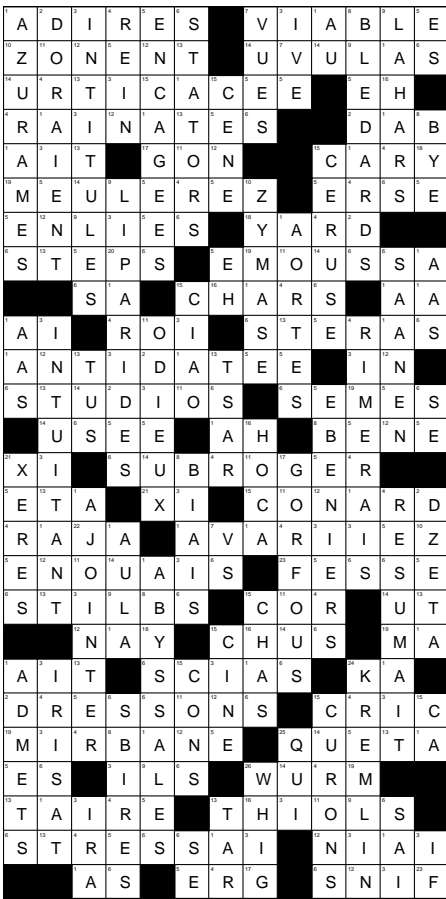 ADIRES VIABLE
ZONENT UVULAS
URTICACEE EH
RAINATES DAB
AIT GON CARY
MEULEREZ ERSE
ENLIES YARD
STEPS EMOUSSA
SA CHARS AA
AI ROI STERAS
ANTIDATEE IN
STUDIOS SEMES
USEE AH BENE
XI SUBROGER
ETA XI CONARD
RAJA AVARIIEZ
ENOUAIS FESSE
STILBS COR UT
NAY CHUS MA
AIT SCIAS KA
DRESSONS CRIC
MIRBANE QUETA
ES ILS WURM
TAIRE THIOLS
STRESSAI NIAI
AS ERG SNIF